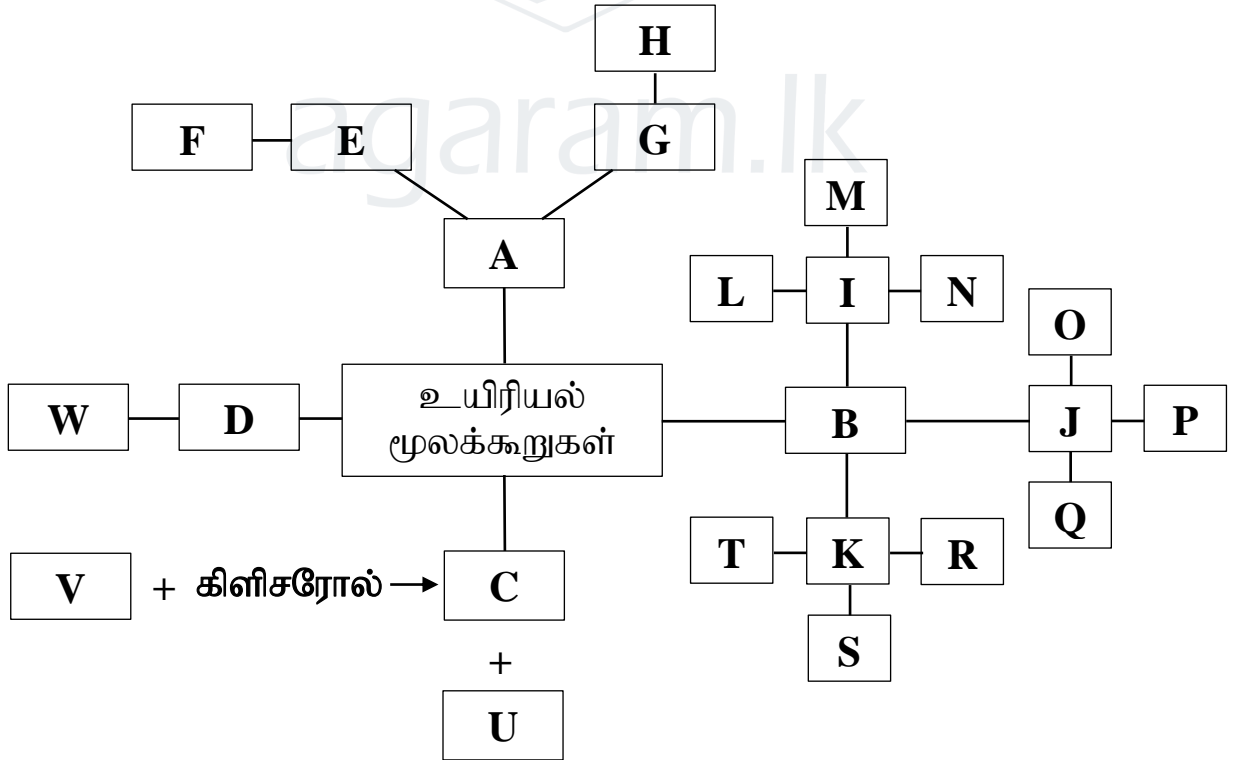 agaram.lk
H
F E G
M
A
L I N
O
உயிரியல்
மூலக்கூறுகள்
W D B J P
Q
T K R
V + கிளிசரோல் C
S
+
U